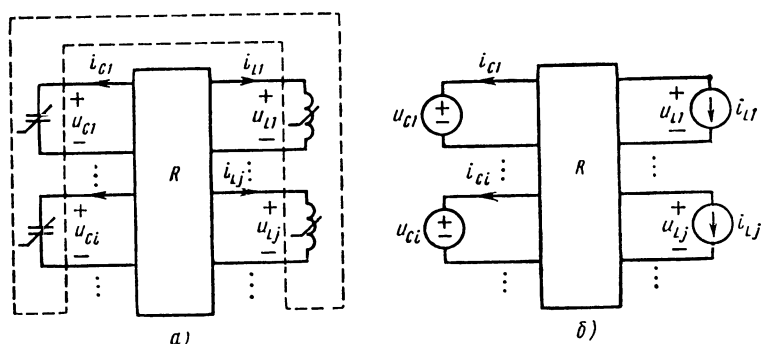 i_C1 i_L1
+ u_C1 −
+ u_L1 −
R
i_Lj
+ u_Ci −
+ u_Lj −
а)
i_C1
u_C1 + −
+ u_L1 −
i_L1
R
i_Ci
u_Ci + −
+ u_Lj −
i_Lj
б)